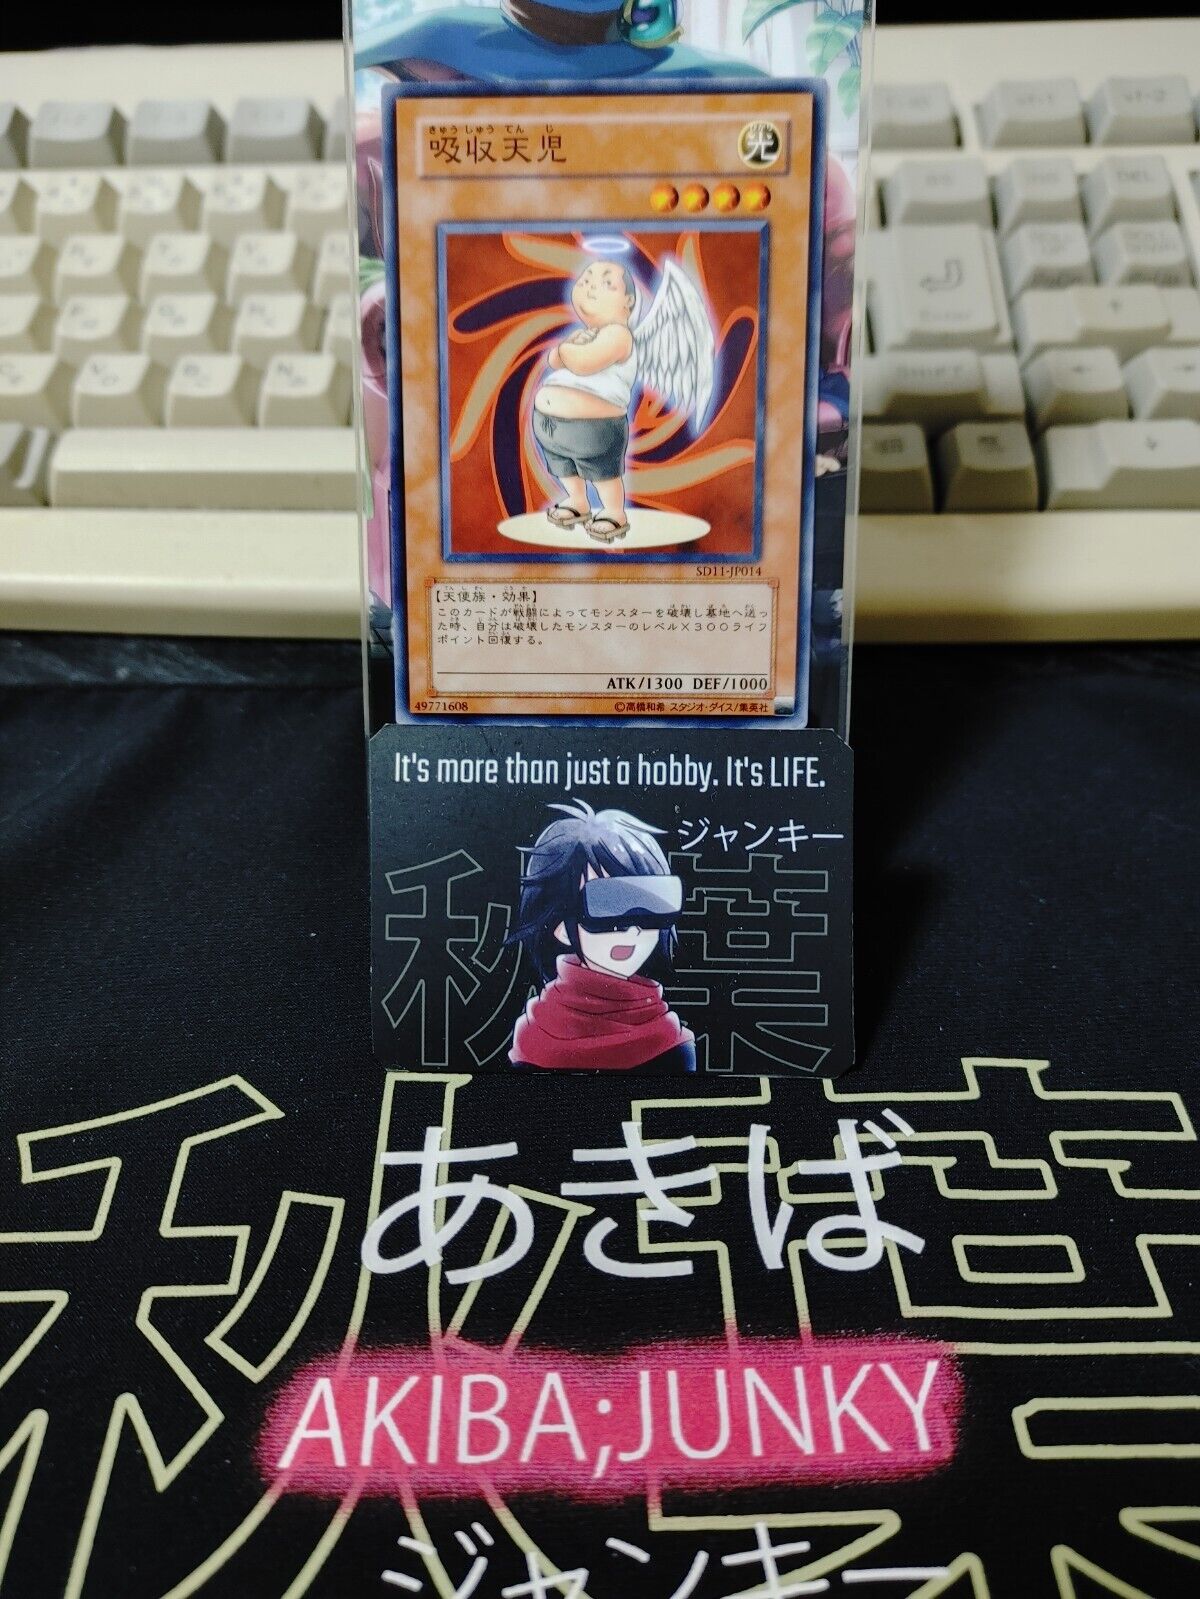 きゅうしゅうてんじ
吸収天児
光
SD11-JP014
【天使族・効果】
このカードが戦闘によってモンスターを破壊し墓地へ送っ
た時、自分は破壊したモンスターのレベル×300ライフ
ポイント回復する。
ATK/1300 DEF/1000
49771608
©高橋和希 スタジオ・ダイス/集英社
It's more than just a hobby. It's LIFE.
ジャンキー
秋葉
秋葉
あきば
AKIBA;JUNKY
ジャンキー